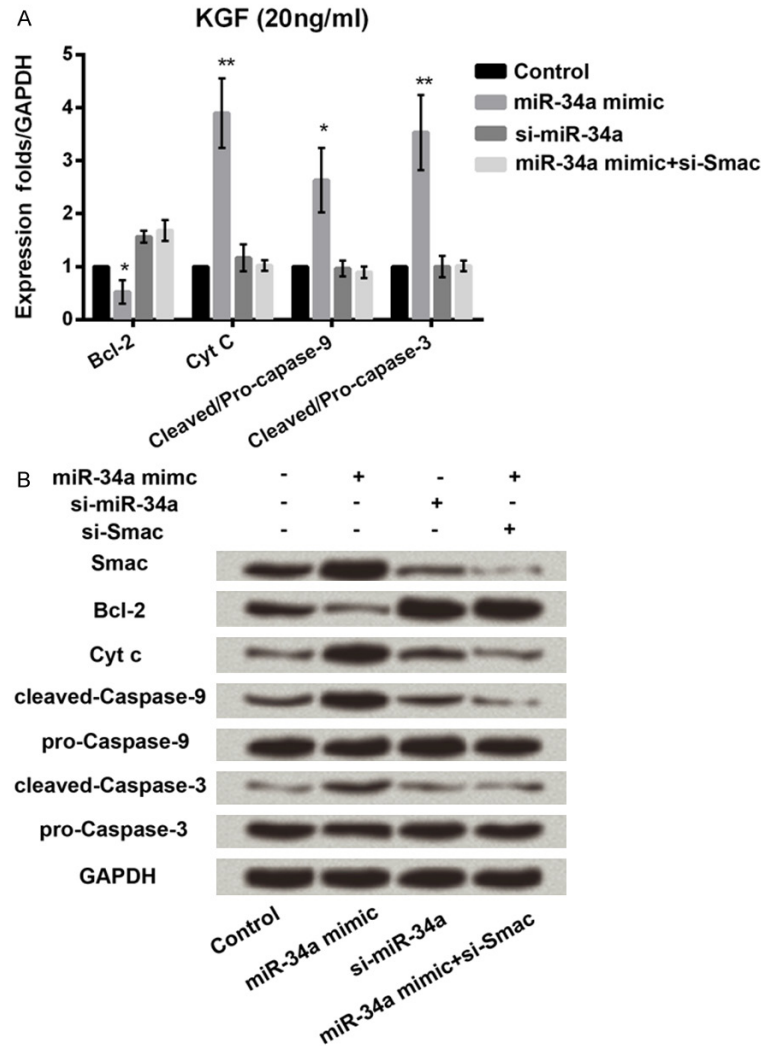 A
KGF (20ng/ml)
Expression folds/GAPDH
5
4
3
2
1
0
**
**
*
*
Control
miR-34a mimic
si-miR-34a
miR-34a mimic+si-Smac
Bcl-2
Cyt C
Cleaved/Pro-capase-9
Cleaved/Pro-capase-3
B
miR-34a mimc - + - +
si-miR-34a - - + -
si-Smac - - - +
Smac
Bcl-2
Cyt c
cleaved-Caspase-9
pro-Caspase-9
cleaved-Caspase-3
pro-Caspase-3
GAPDH
Control
miR-34a mimic
si-miR-34a
miR-34a mimic+si-Smac